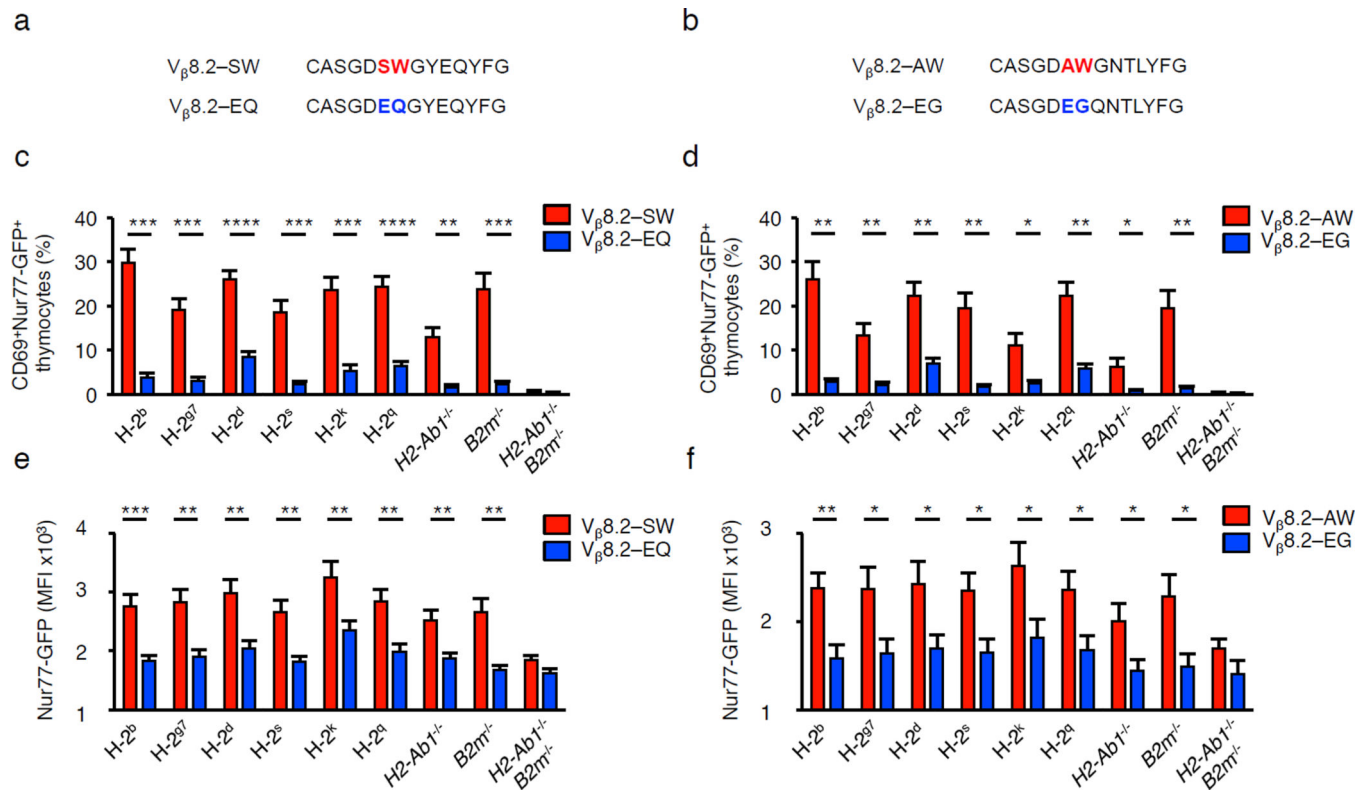 a
Vβ8.2–SW CASGDSWGYEQYFG
Vβ8.2–EQ CASGDEQGYEQYFG
b
Vβ8.2–AW CASGDAWGNTLYFG
Vβ8.2–EG CASGDEGQNTLYFG
c
CD69+Nur77-GFP+
thymocytes (%)
40
30
20
10
0
*** *** **** *** *** **** ** ***
Vβ8.2–SW
Vβ8.2–EQ
H-2ᵇ H-2ᵍ⁷ H-2ᵈ H-2ˢ H-2ᵏ H-2q H2-Ab1⁻/⁻ B2m⁻/⁻ H2-Ab1⁻/⁻
B2m⁻/⁻
d
CD69+Nur77-GFP+
thymocytes (%)
40
30
20
10
0
** ** ** ** * ** * **
Vβ8.2–AW
Vβ8.2–EG
H-2ᵇ H-2ᵍ⁷ H-2ᵈ H-2ˢ H-2ᵏ H-2q H2-Ab1⁻/⁻ B2m⁻/⁻ H2-Ab1⁻/⁻
B2m⁻/⁻
e
Nur77-GFP (MFI x10³)
4
3
2
1
*** ** ** ** ** ** ** **
Vβ8.2–SW
Vβ8.2–EQ
H-2ᵇ H-2ᵍ⁷ H-2ᵈ H-2ˢ H-2ᵏ H-2q H2-Ab1⁻/⁻ B2m⁻/⁻ H2-Ab1⁻/⁻
B2m⁻/⁻
f
Nur77-GFP (MFI x10³)
3
2
1
** * * * * * * *
Vβ8.2–AW
Vβ8.2–EG
H-2ᵇ H-2ᵍ⁷ H-2ᵈ H-2ˢ H-2ᵏ H-2q H2-Ab1⁻/⁻ B2m⁻/⁻ H2-Ab1⁻/⁻
B2m⁻/⁻